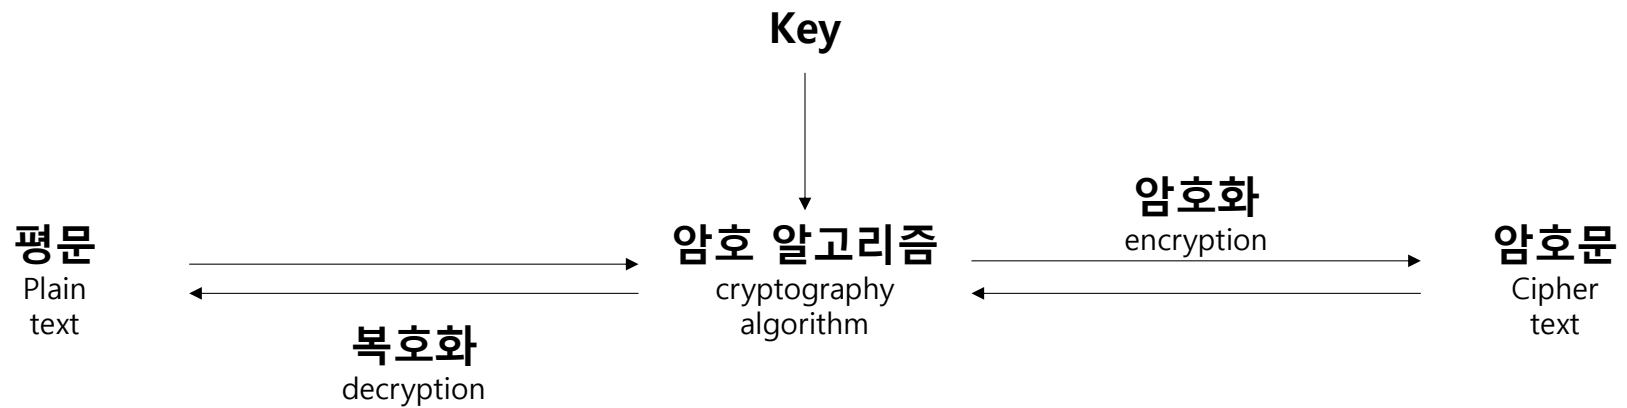 Key
암호화
encryption
평문
Plain
text
암호 알고리즘
cryptography
algorithm
암호문
Cipher
text
복호화
decryption